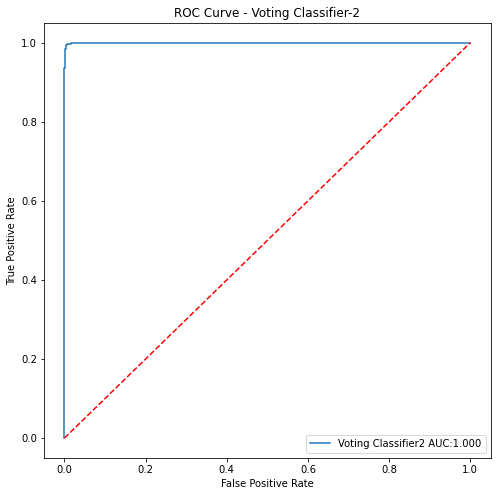 ROC Curve - Voting Classifier-2
1.0
0.8
0.6
0.4
0.2
0.0
True Positive Rate
Voting Classifier2 AUC:1.000
0.0 0.2 0.4 0.6 0.8 1.0
False Positive Rate